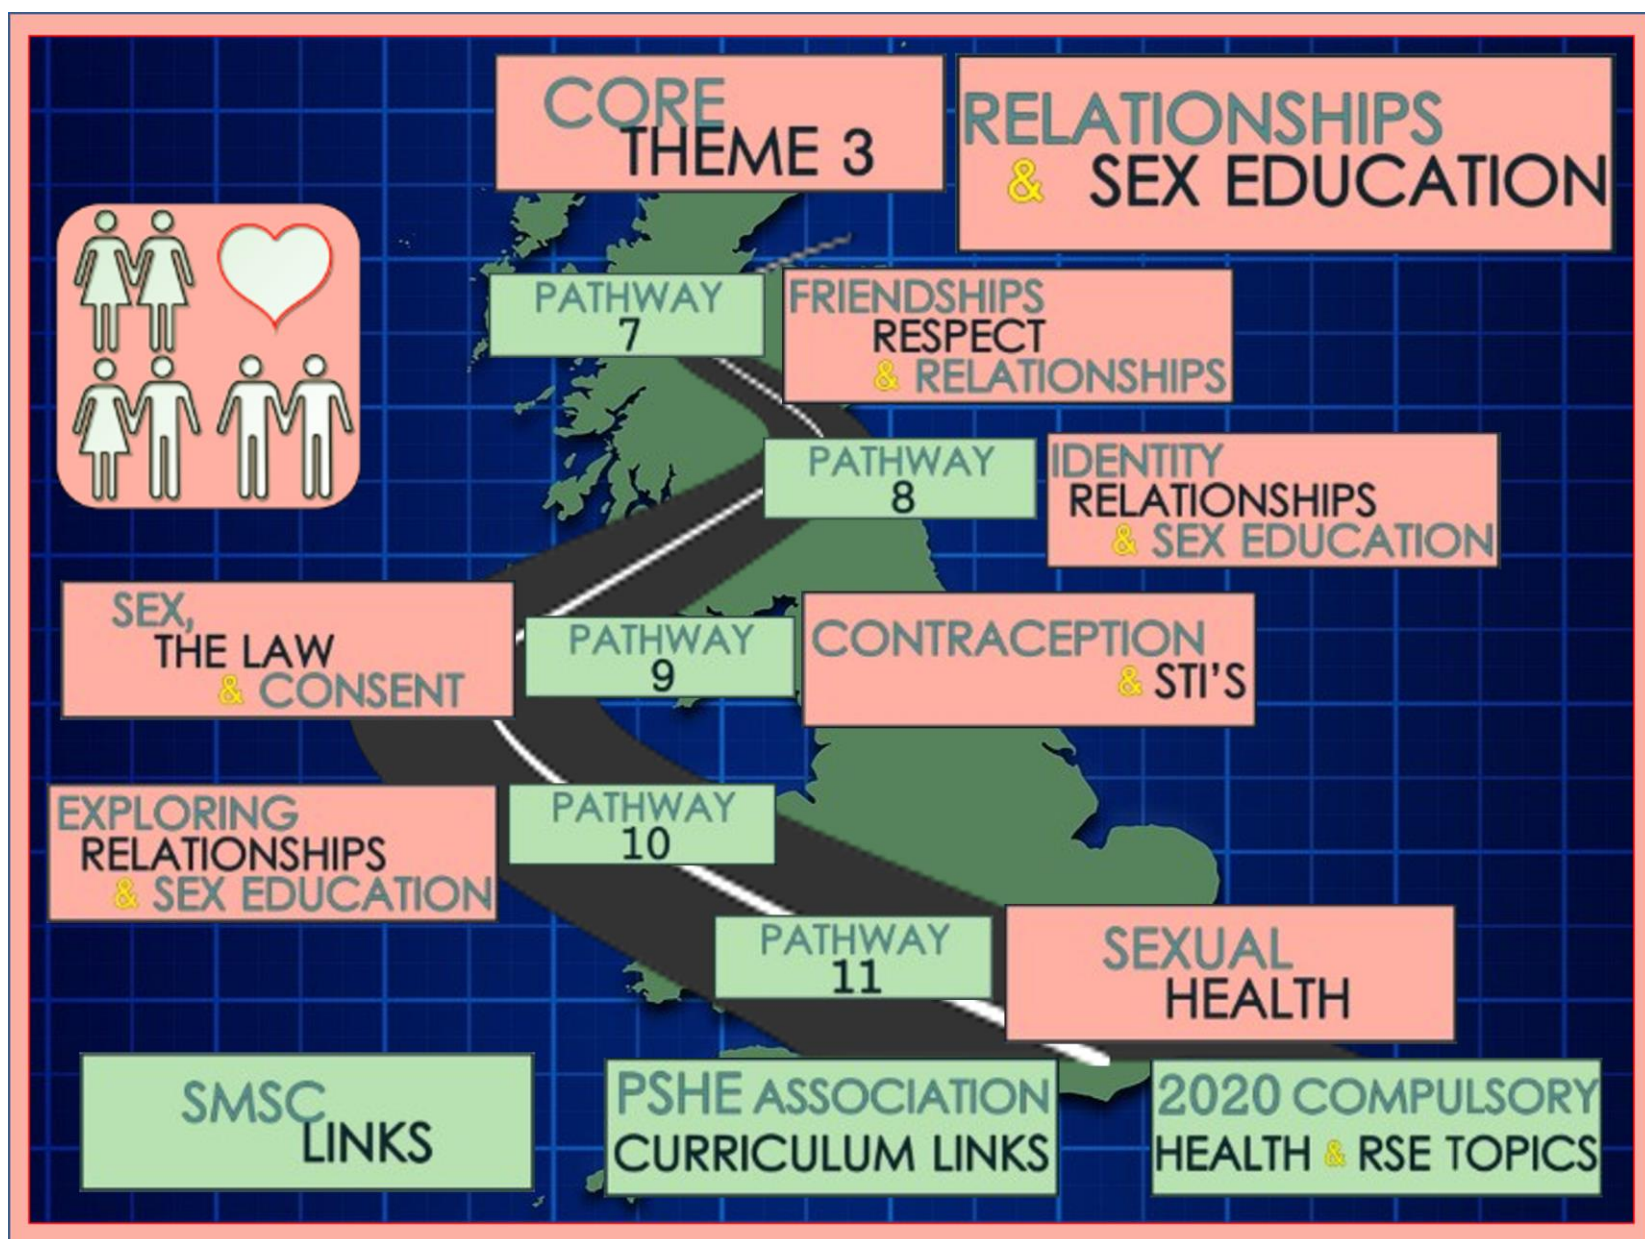 CORE
THEME 3
RELATIONSHIPS
& SEX EDUCATION
PATHWAY
7
FRIENDSHIPS
RESPECT
& RELATIONSHIPS
PATHWAY
8
IDENTITY
RELATIONSHIPS
& SEX EDUCATION
SEX,
THE LAW
& CONSENT
PATHWAY
9
CONTRACEPTION
& STI'S
EXPLORING
RELATIONSHIPS
& SEX EDUCATION
PATHWAY
10
PATHWAY
11
SEXUAL
HEALTH
SMSC
LINKS
PSHE ASSOCIATION
CURRICULUM LINKS
2020 COMPULSORY
HEALTH & RSE TOPICS